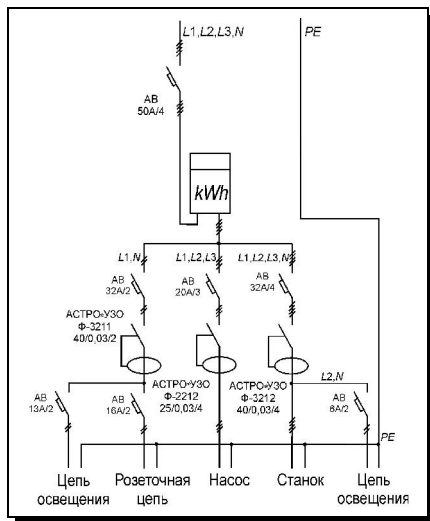 L1,L2,L3,N
PE
АВ
50А/4
kWh
L1,N
L1,L2,L3
L1,L2,L3,N
АВ
32А/2
АВ
20А/3
АВ
32А/4
АСТРО-УЗО
Ф-3211
40/0,03/2
АСТРО-УЗО
Ф-2212
25/0,03/4
АСТРО-УЗО
Ф-3212
40/0,03/4
L2,N
АВ
13А/2
АВ
16А/2
АВ
6А/2
PE
Цепь
освещения
Розеточная
цепь
Насос
Станок
Цепь
освещения